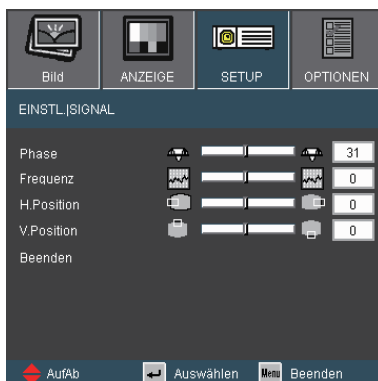 Bild ANZEIGE SETUP OPTIONEN
EINSTL.|SIGNAL
Phase 31
Frequenz 0
H.Position 0
V.Position 0
Beenden
AufAb Auswählen Menu Beenden